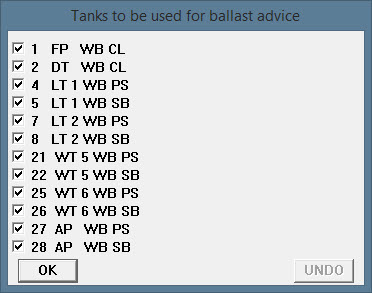 Tanks to be used for ballast advice
1 FP WB CL
2 DT WB CL
4 LT 1 WB PS
5 LT 1 WB SB
7 LT 2 WB PS
8 LT 2 WB SB
21 WT 5 WB PS
22 WT 5 WB SB
25 WT 6 WB PS
26 WT 6 WB SB
27 AP WB PS
28 AP WB SB
OK UNDO